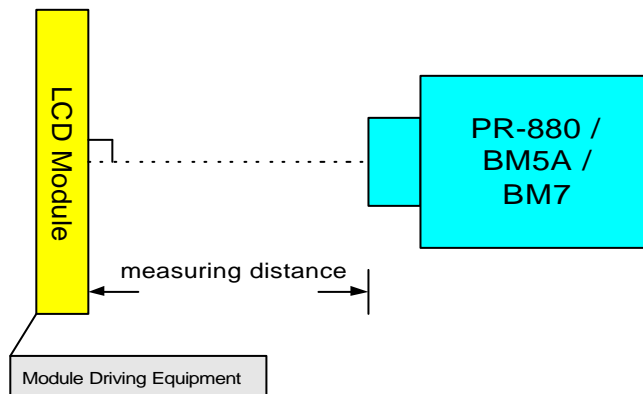 LCD Module
PR-880 /
BM5A /
BM7
measuring distance
Module Driving Equipment